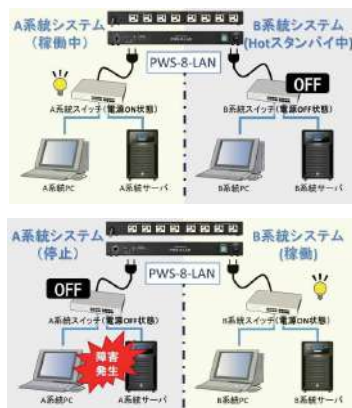 A系統システム
（稼働中）
B系統システム
(Hotスタンバイ中)
PWS-8-LAN
OFF
A系統スイッチ(電源ON状態)
B系統スイッチ(電源OFF状態)
A系統PC
A系統サーバ
B系統PC
B系統サーバ
A系統システム
（停止）
B系統システム
(稼働)
PWS-8-LAN
OFF
A系統スイッチ(電源OFF状態)
B系統スイッチ(電源ON状態)
障害
発生
A系統PC
A系統サーバ
B系統PC
B系統サーバ